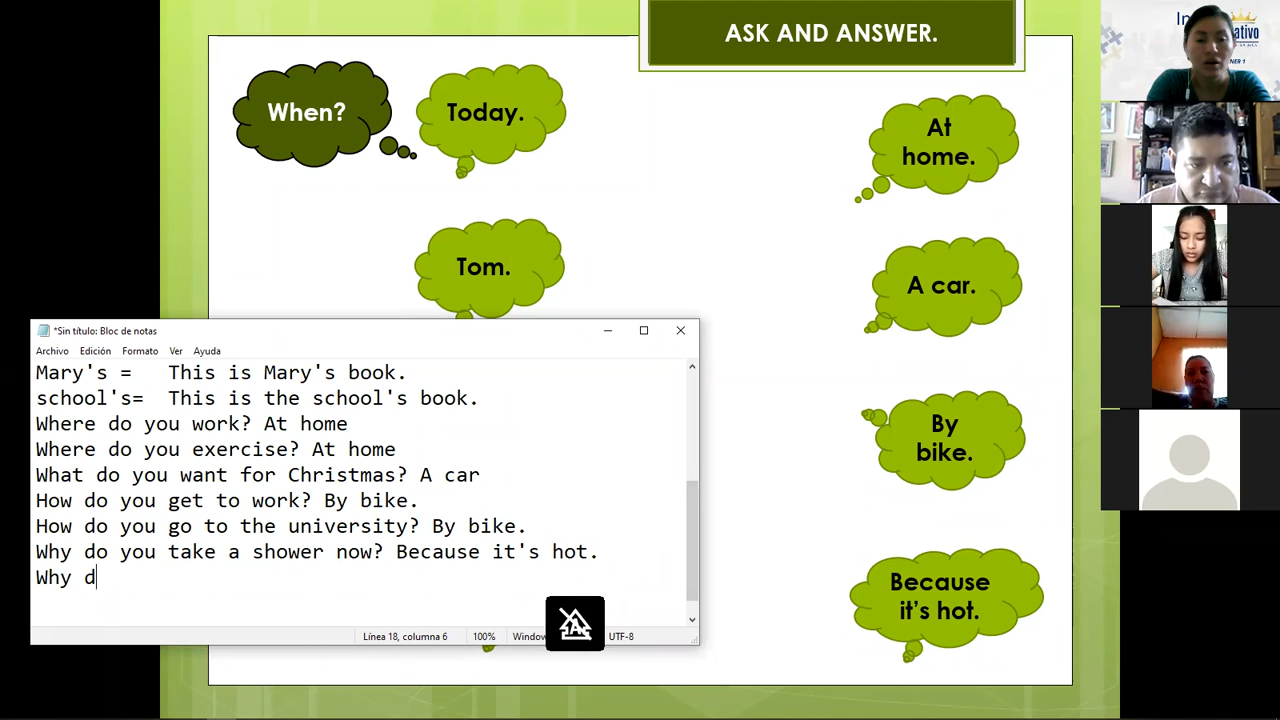 ASK AND ANSWER.
When?
Today.
At
home.
Tom.
A car.
By
bike.
Because
it's hot.
*Sin título: Bloc de notas
Archivo Edición Formato Ver Ayuda
Mary's = This is Mary's book.
school's= This is the school's book.
Where do you work? At home
Where do you exercise? At home
What do you want for Christmas? A car
How do you get to work? By bike.
How do you go to the university? By bike.
Why do you take a shower now? Because it's hot.
Why d
Línea 18, columna 6 100% UTF-8